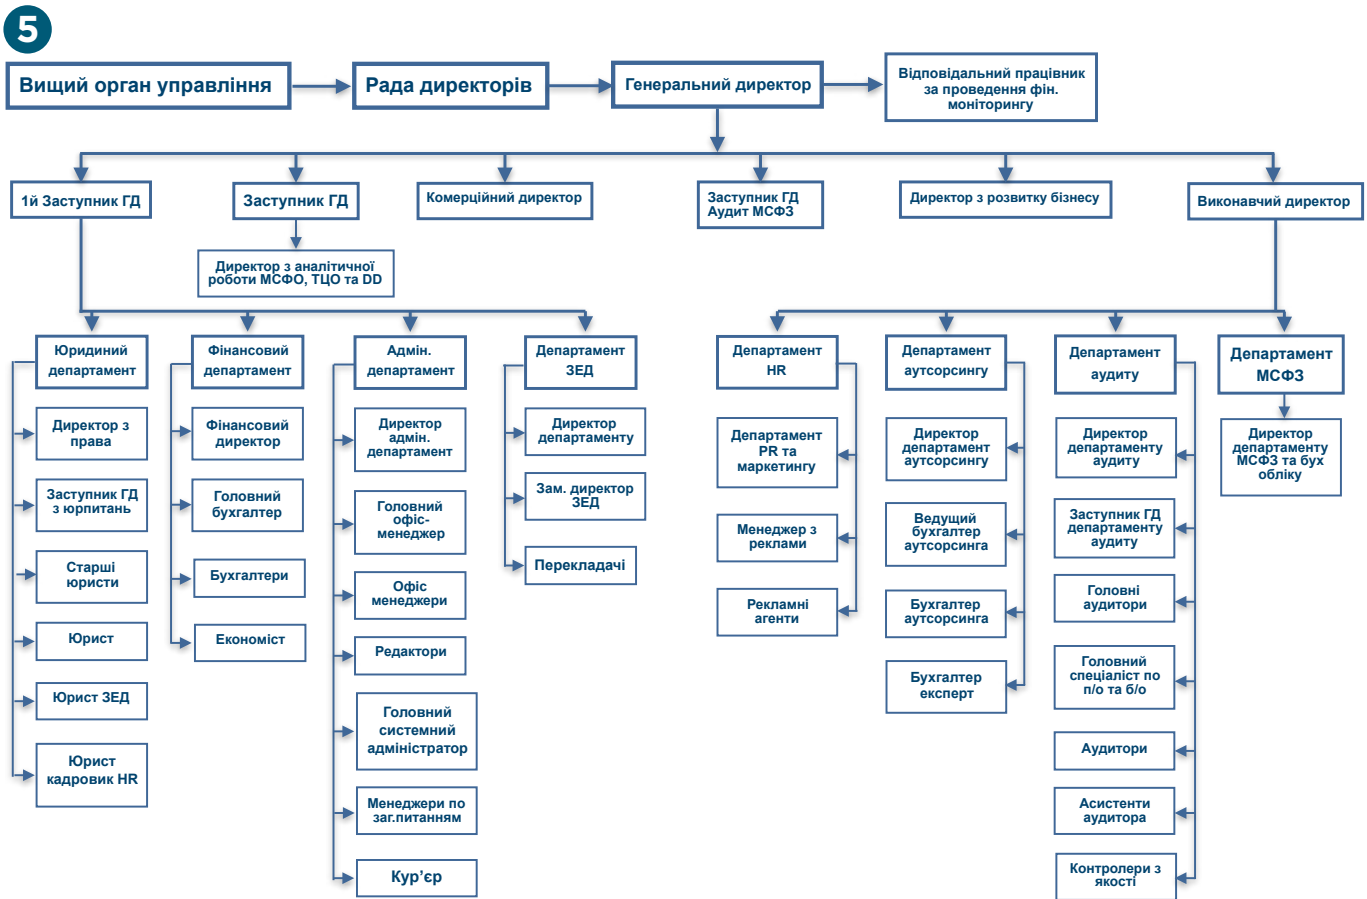 5
Вищий орган управління
Рада директорів
Генеральний директор
Відповідальний працівник
за проведення фін.
моніторингу
1й Заступник ГД
Заступник ГД
Комерційний директор
Заступник ГД
Аудит МСФЗ
Директор з розвитку бізнесу
Виконавчий директор
Директор з аналітичної
роботи МСФО, ТЦО та DD
Юридиний
департамент
Директор з
права
Заступник ГД
з юрпитань
Старші
юристи
Юрист
Юрист ЗЕД
Юрист
кадровик HR
Фінансовий
департамент
Фінансовий
директор
Головний
бухгалтер
Бухгалтери
Економіст
Адмін.
департамент
Директор
адмін.
департамент
Головний
офіс-
менеджер
Офіс
менеджери
Редактори
Головний
системний
адміністратор
Менеджери по
заг.питанням
Кур’єр
Департамент
ЗЕД
Директор
департаменту
Зам. директор
ЗЕД
Перекладачі
Департамент
HR
Департамент
PR та
маркетингу
Менеджер з
реклами
Рекламні
агенти
Департамент
аутсорсингу
Директор
департамент
аутсорсингу
Ведущий
бухгалтер
аутсорсинга
Бухгалтер
аутсорсинга
Бухгалтер
експерт
Департамент
аудиту
Директор
департаменту
аудиту
Заступник ГД
департаменту
аудиту
Головні
аудитори
Головний
спеціаліст по
п/о та б/о
Аудитори
Асистенти
аудитора
Контролери з
якості
Департамент
МСФЗ
Директор
департаменту
МСФЗ та бух
обліку